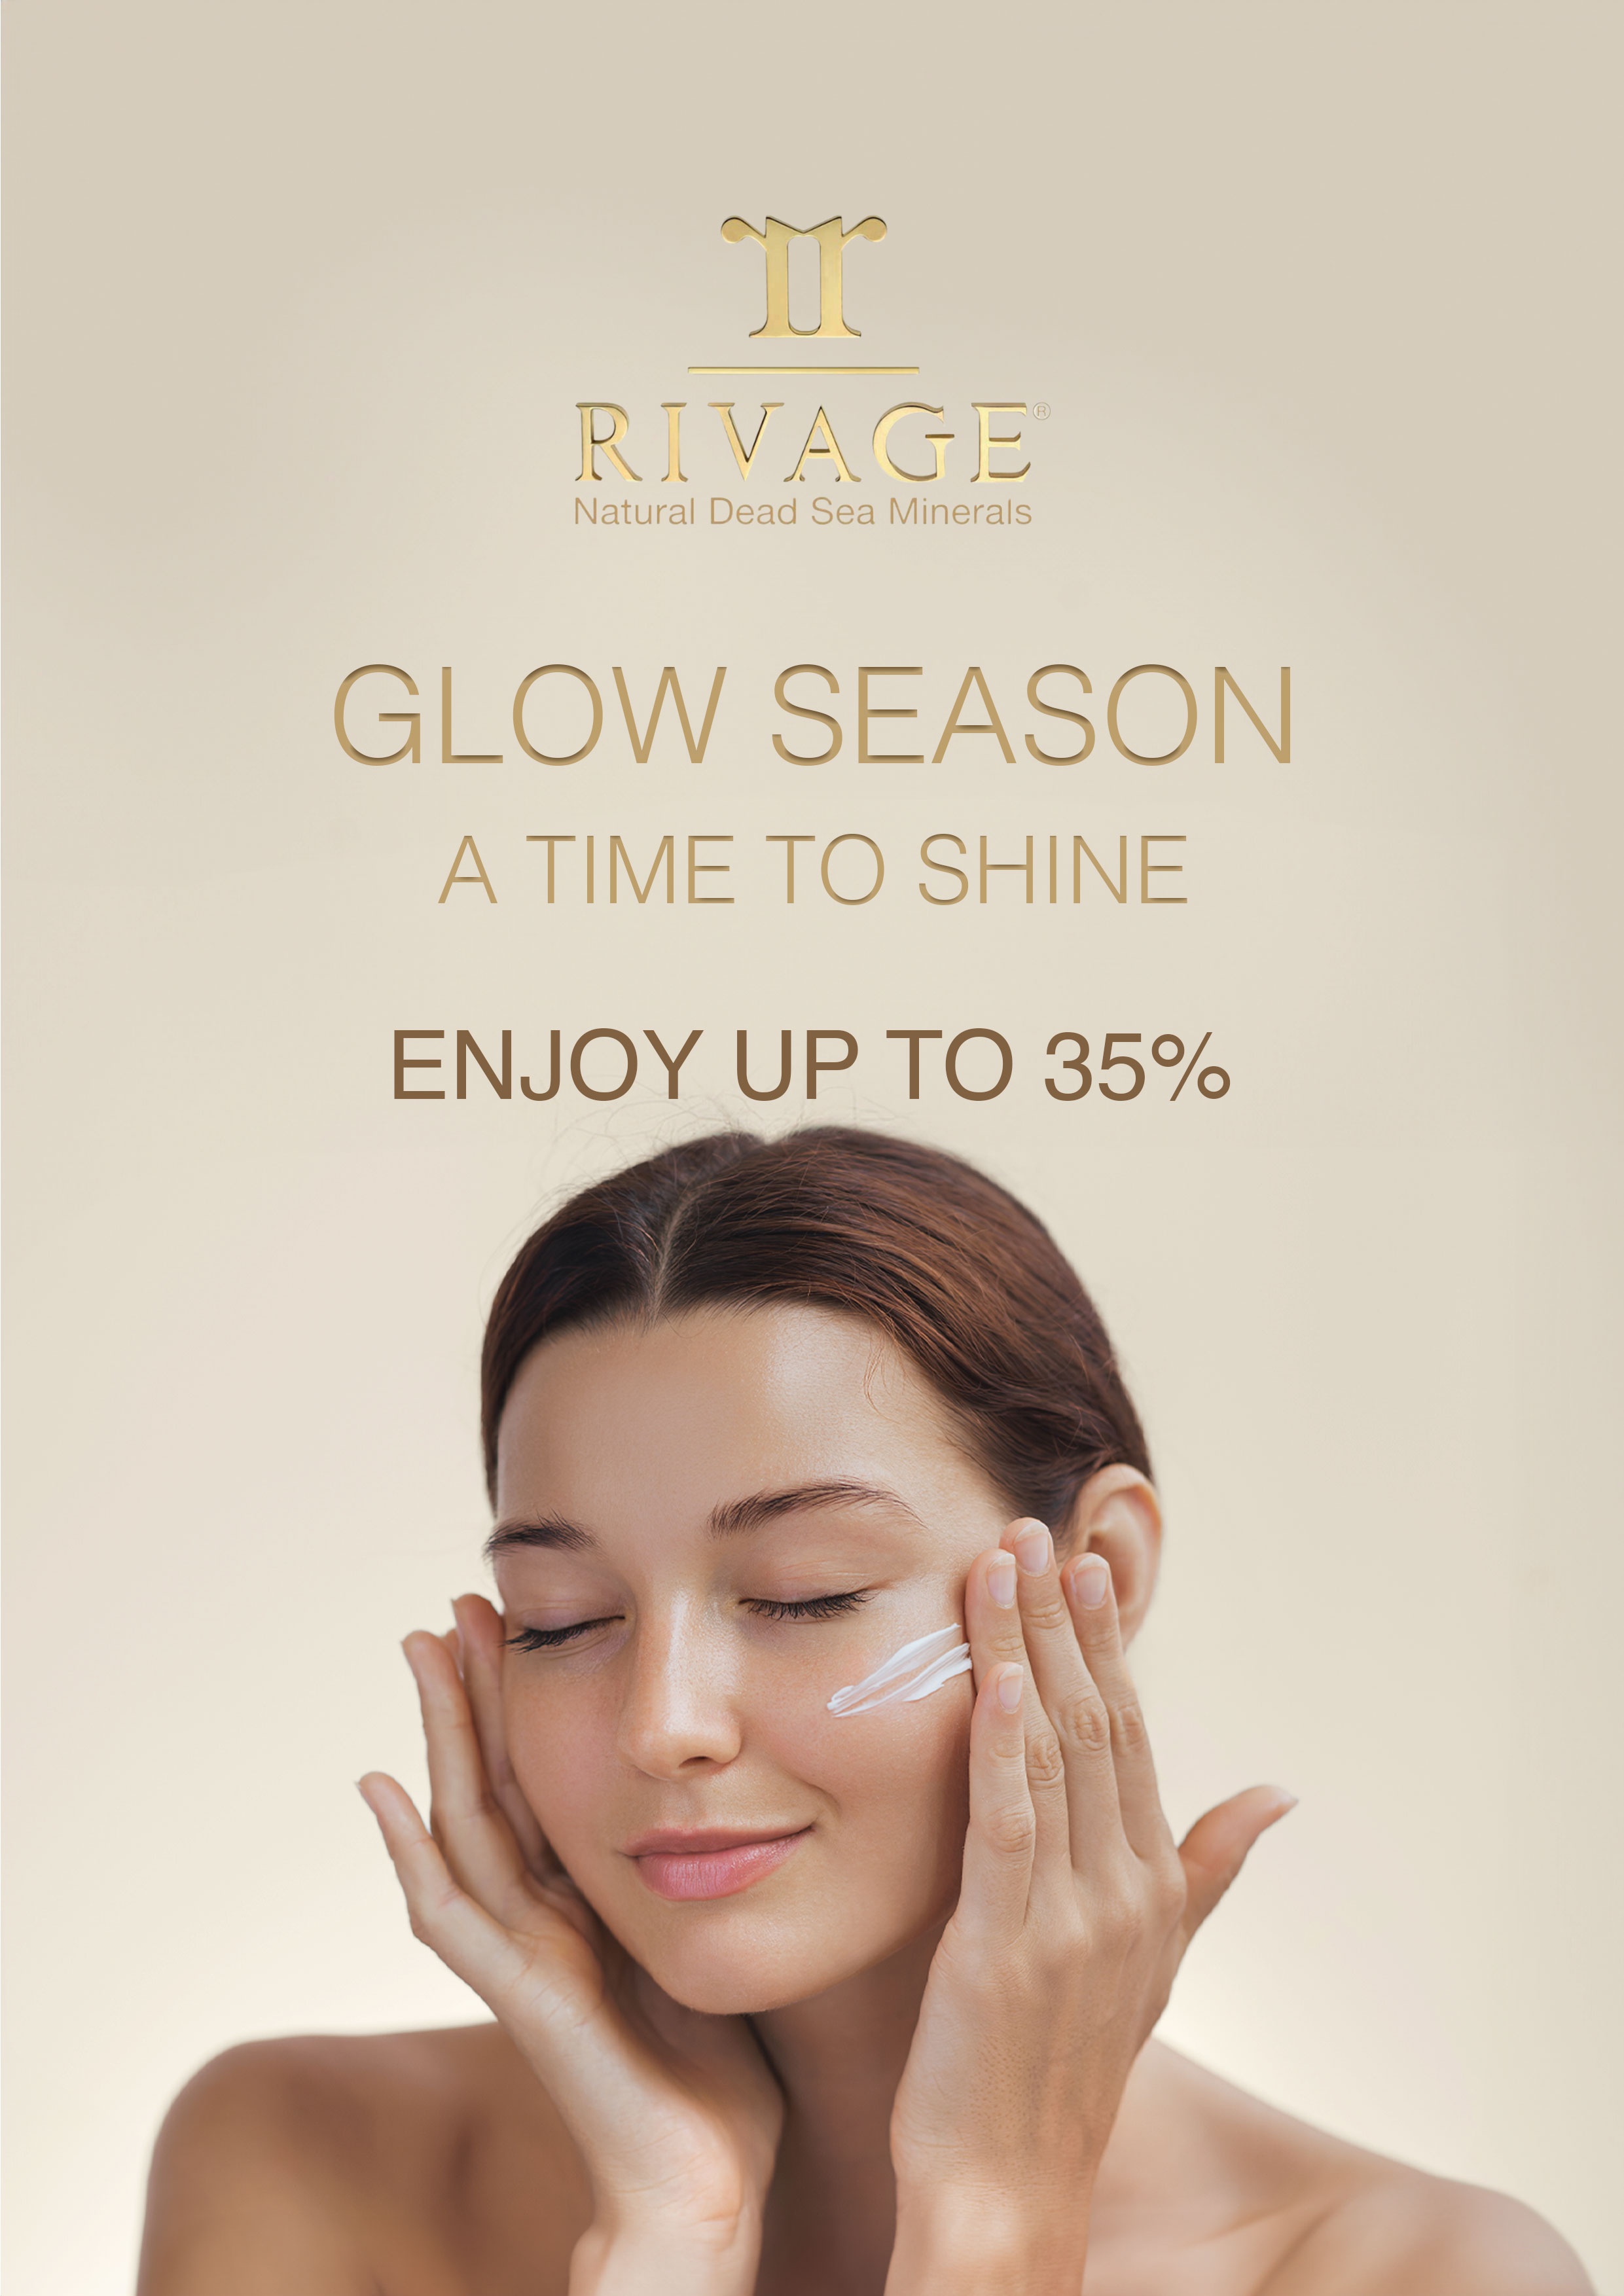 RIVAGE®
Natural Dead Sea Minerals
GLOW SEASON
A TIME TO SHINE
ENJOY UP TO 35%